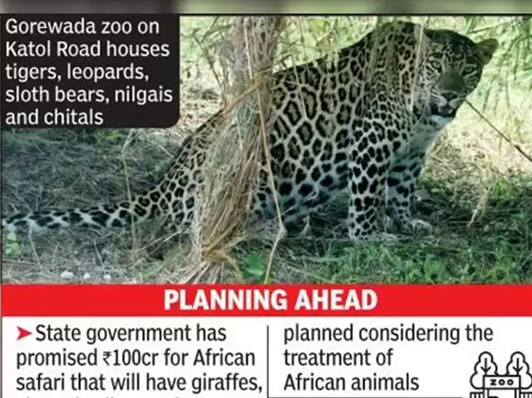 Gorewada zoo on
Katol Road houses
tigers, leopards,
sloth bears, nilgais
and chitals
PLANNING AHEAD
➤State government has
promised ₹100cr for African
safari that will have giraffes,
planned considering the
treatment of
African animals
ZOO